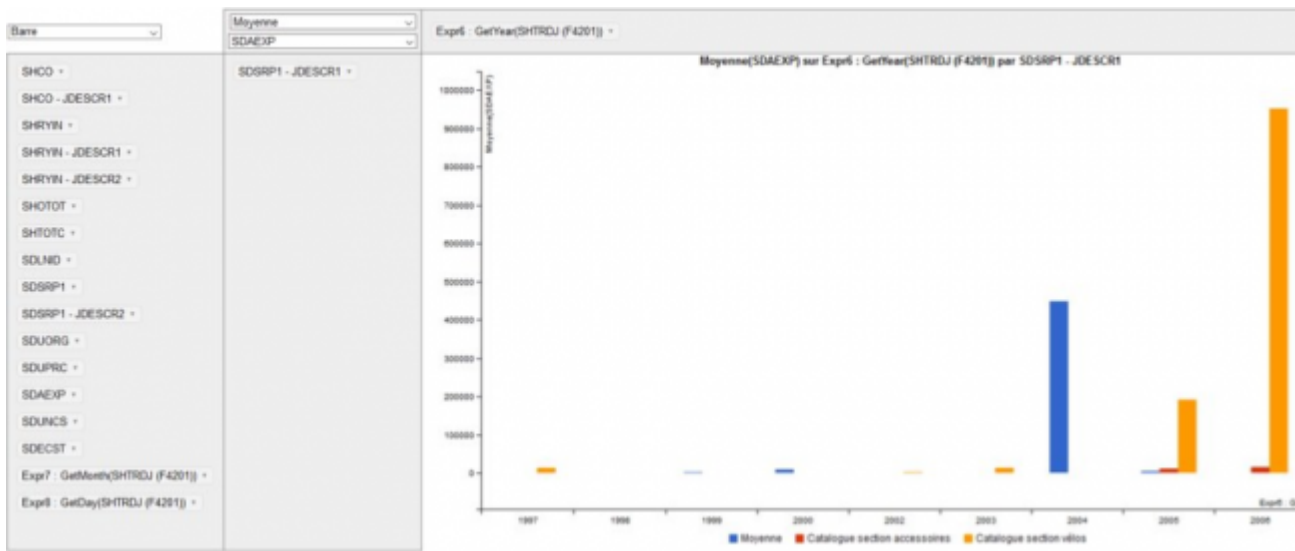 Barre
Moyenne
SDAEXP
Expr6 : GetYear(SHTRDJ (F4201))
SHCO
SHCO - JDESCR1
SHRYIN
SHRYIN - JDESCR1
SHRYIN - JDESCR2
SHOTOT
SHTOTC
SDLNID
SDSRP1
SDSRP1 - JDESCR2
SDUORG
SDUPRC
SDAEXP
SDUNCS
SDECST
Expr7 : GetMonth(SHTRDJ (F4201))
Expr8 : GetDay(SHTRDJ (F4201))
SDSRP1 - JDESCR1
Moyenne(SDAEXP) sur Expr6 : GetYear(SHTRDJ (F4201)) par SDSRP1 - JDESCR1
Moyenne(SDAEXP)
1000000
900000
800000
700000
600000
500000
400000
300000
200000
100000
0
Expr6 : G
1997 1998 1999 2000 2002 2003 2004 2005 2006
Moyenne Catalogue section accessoires Catalogue section vélos